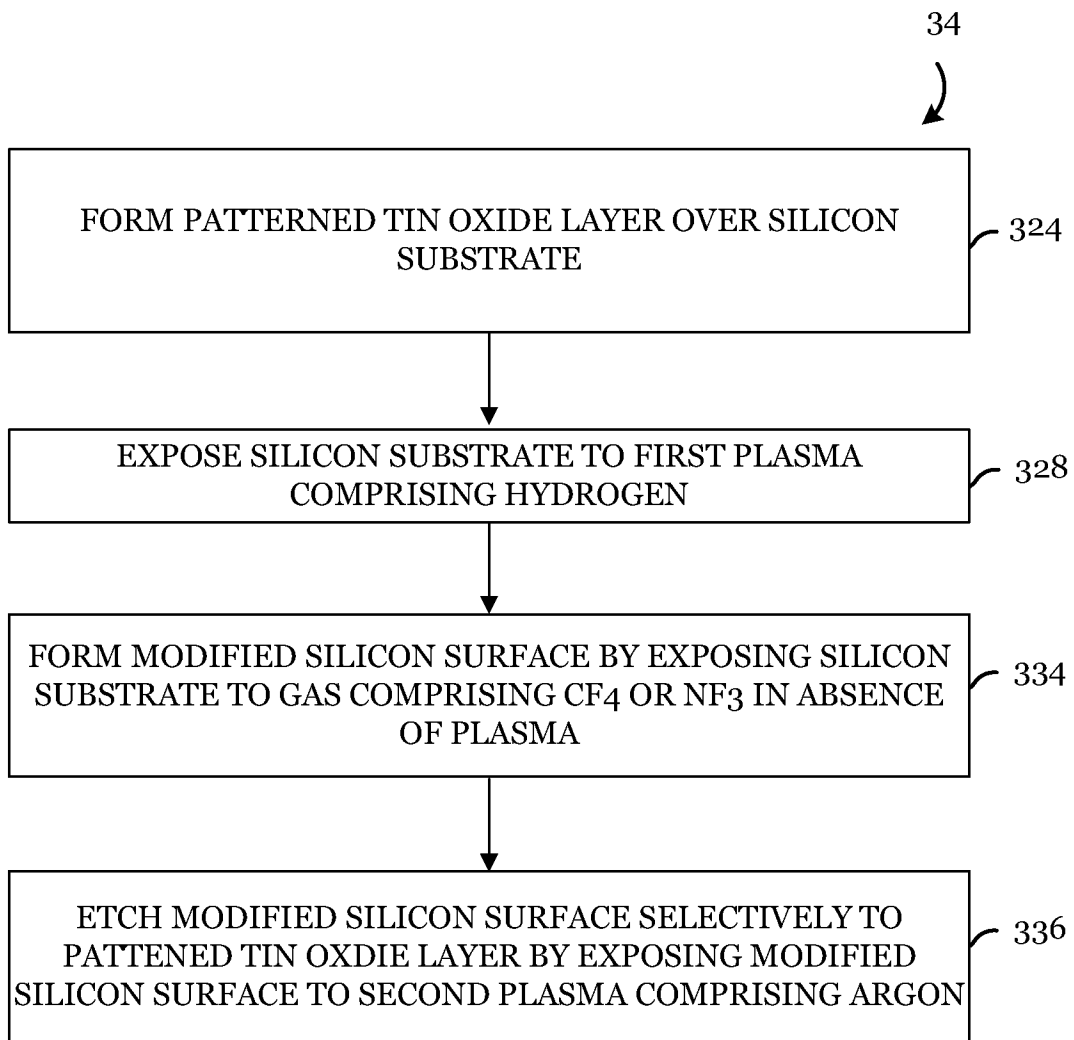 34
FORM PATTERNED TIN OXIDE LAYER OVER SILICON
SUBSTRATE
324
EXPOSE SILICON SUBSTRATE TO FIRST PLASMA
COMPRISING HYDROGEN
328
FORM MODIFIED SILICON SURFACE BY EXPOSING SILICON
SUBSTRATE TO GAS COMPRISING CF4 OR NF3 IN ABSENCE
OF PLASMA
334
ETCH MODIFIED SILICON SURFACE SELECTIVELY TO
PATTENED TIN OXDIE LAYER BY EXPOSING MODIFIED
SILICON SURFACE TO SECOND PLASMA COMPRISING ARGON
336